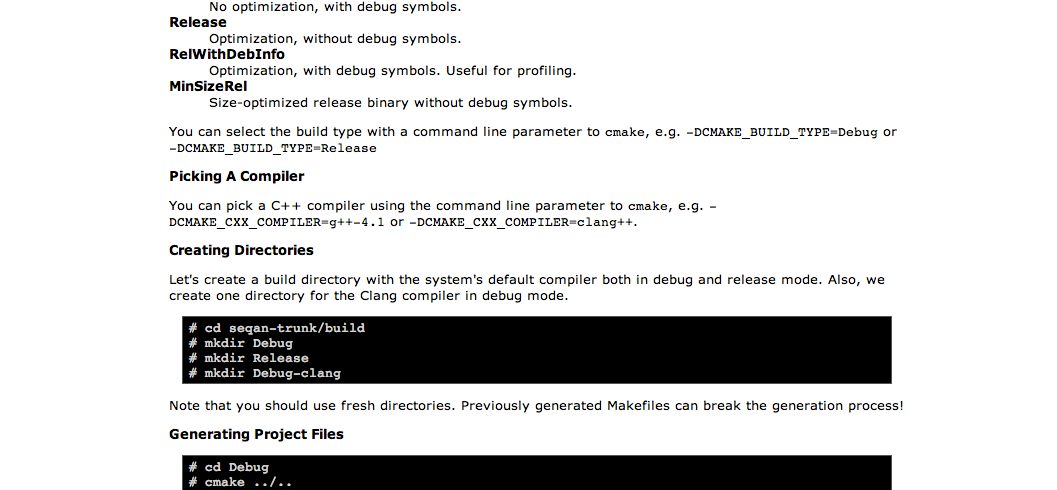 No optimization, with debug symbols.
Release
Optimization, without debug symbols.
RelWithDebInfo
Optimization, with debug symbols. Useful for profiling.
MinSizeRel
Size-optimized release binary without debug symbols.
You can select the build type with a command line parameter to cmake, e.g. -DCMAKE_BUILD_TYPE=Debug or
-DCMAKE_BUILD_TYPE=Release
Picking A Compiler
You can pick a C++ compiler using the command line parameter to cmake, e.g. -
DCMAKE_CXX_COMPILER=g++-4.1 or -DCMAKE_CXX_COMPILER=clang++.
Creating Directories
Let's create a build directory with the system's default compiler both in debug and release mode. Also, we
create one directory for the Clang compiler in debug mode.
# cd seqan-trunk/build
# mkdir Debug
# mkdir Release
# mkdir Debug-clang
Note that you should use fresh directories. Previously generated Makefiles can break the generation process!
Generating Project Files
# cd Debug
# cmake ../..